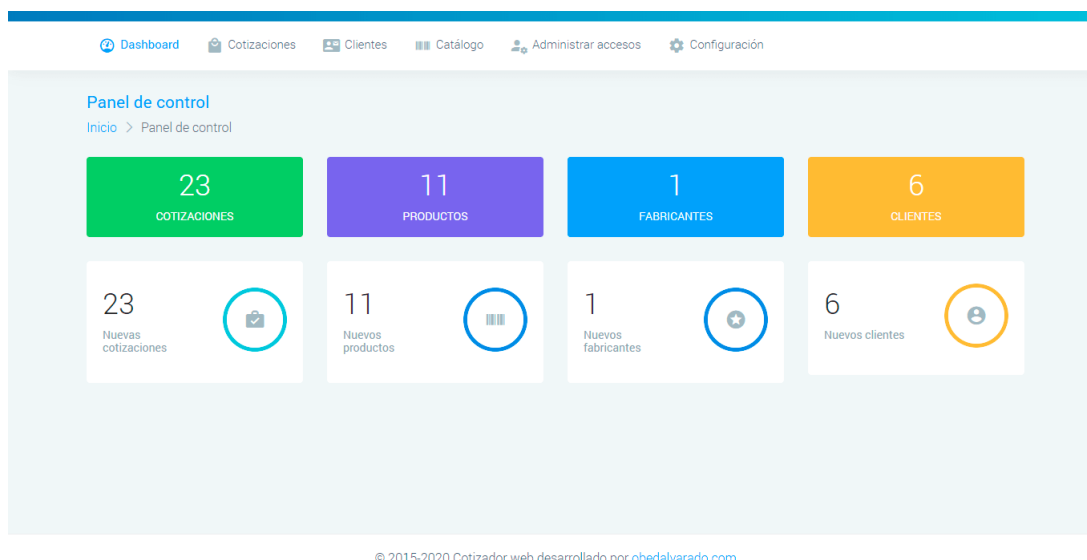 Dashboard Cotizaciones Clientes Catálogo Administrar accesos Configuración
Panel de control
Inicio > Panel de control
23
COTIZACIONES
11
PRODUCTOS
1
FABRICANTES
6
CLIENTES
23
Nuevas
cotizaciones
11
Nuevos
productos
1
Nuevos
fabricantes
6
Nuevos clientes
© 2015-2020 Cotizador web desarrollado por obedalvarado.com